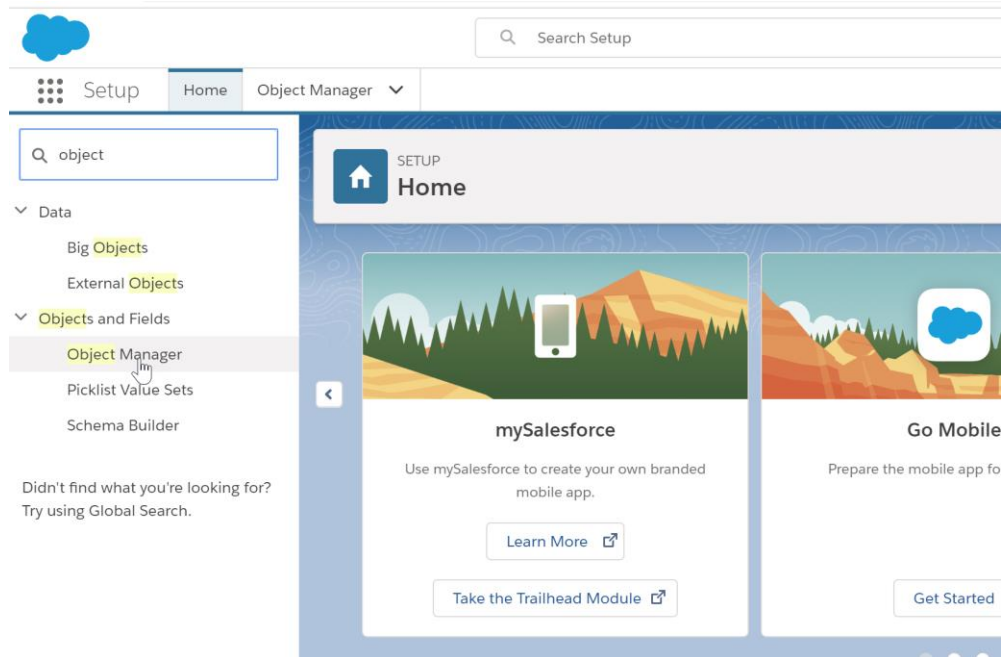 Search Setup
Setup
Home
Object Manager
object
SETUP
Home
Data
Big Objects
External Objects
Objects and Fields
Object Manager
Picklist Value Sets
Schema Builder
Didn't find what you're looking for?
Try using Global Search.
mySalesforce
Use mySalesforce to create your own branded
mobile app.
Learn More
Take the Trailhead Module
Go Mobile
Prepare the mobile app fo
Get Started